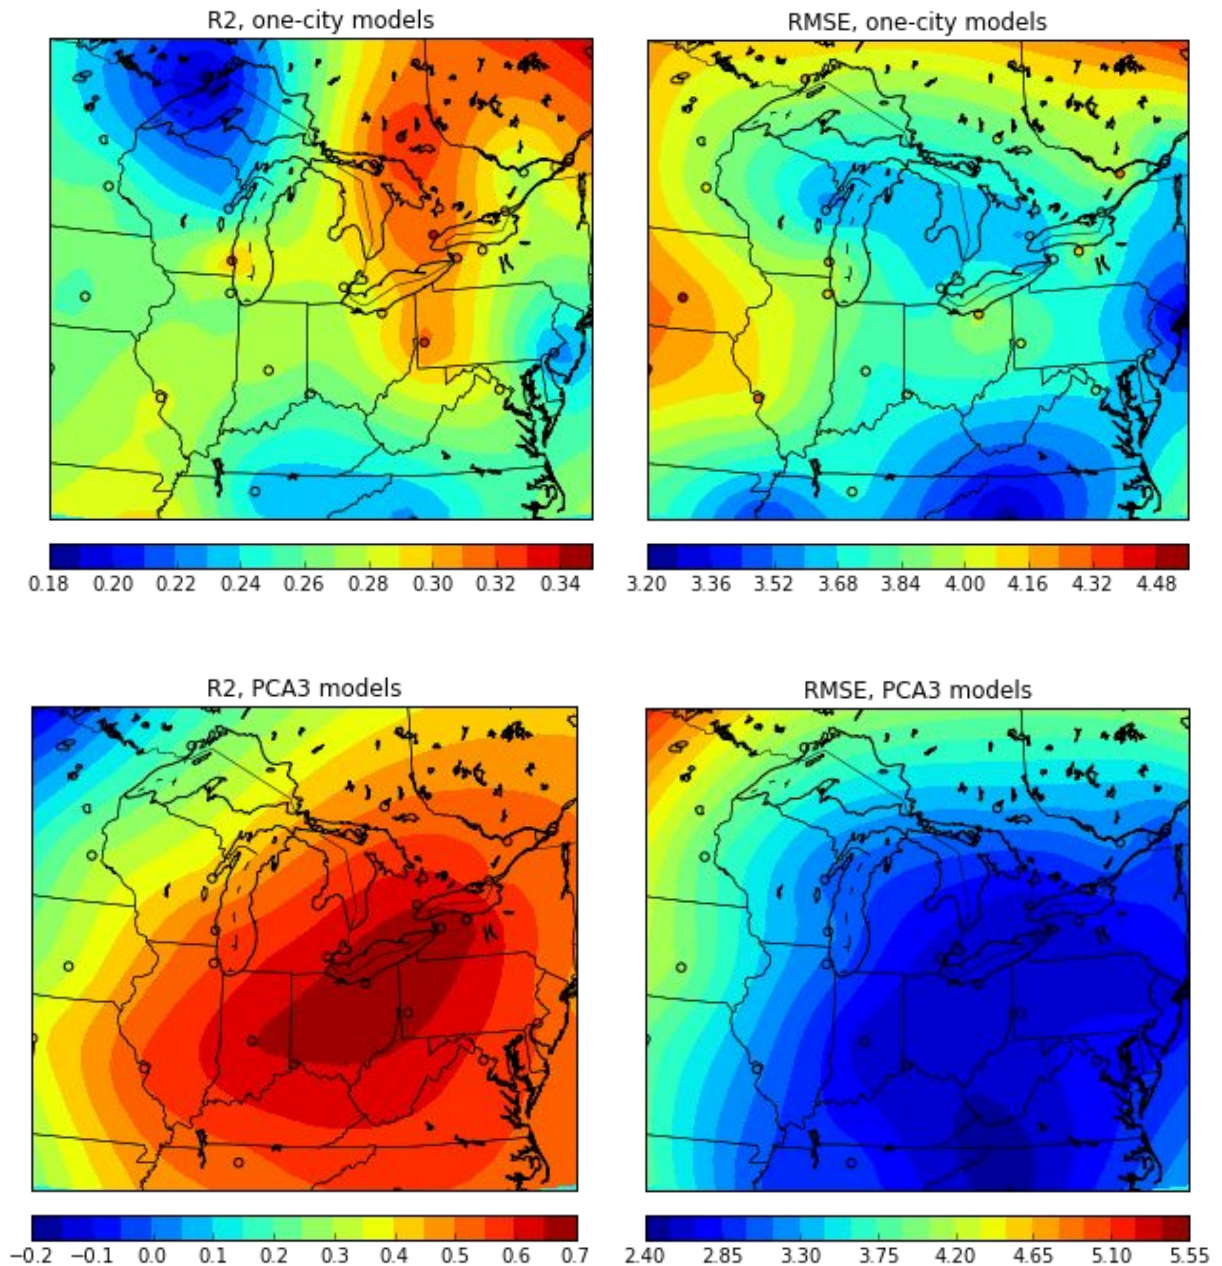 R2, one-city models
RMSE, one-city models
0.18 0.20 0.22 0.24 0.26 0.28 0.30 0.32 0.34
3.20 3.36 3.52 3.68 3.84 4.00 4.16 4.32 4.48
R2, PCA3 models
RMSE, PCA3 models
−0.2 −0.1 0.0 0.1 0.2 0.3 0.4 0.5 0.6 0.7
2.40 2.85 3.30 3.75 4.20 4.65 5.10 5.55